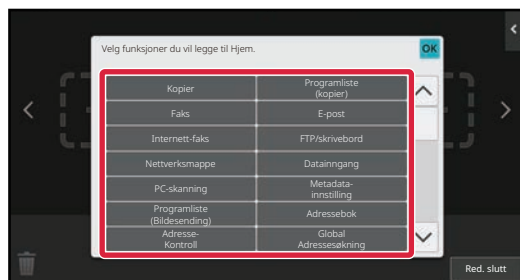 Velg funksjoner du vil legge til Hjem.
OK
Kopier
Programliste
(kopier)
Faks
E-post
Internett-faks
FTP/skrivebord
Nettverksmappe
Datainngang
PC-skanning
Metadata-
innstilling
Programliste
(Bildesending)
Adressebok
Adresse-
Kontroll
Global
Adressesøkning
Red. slutt